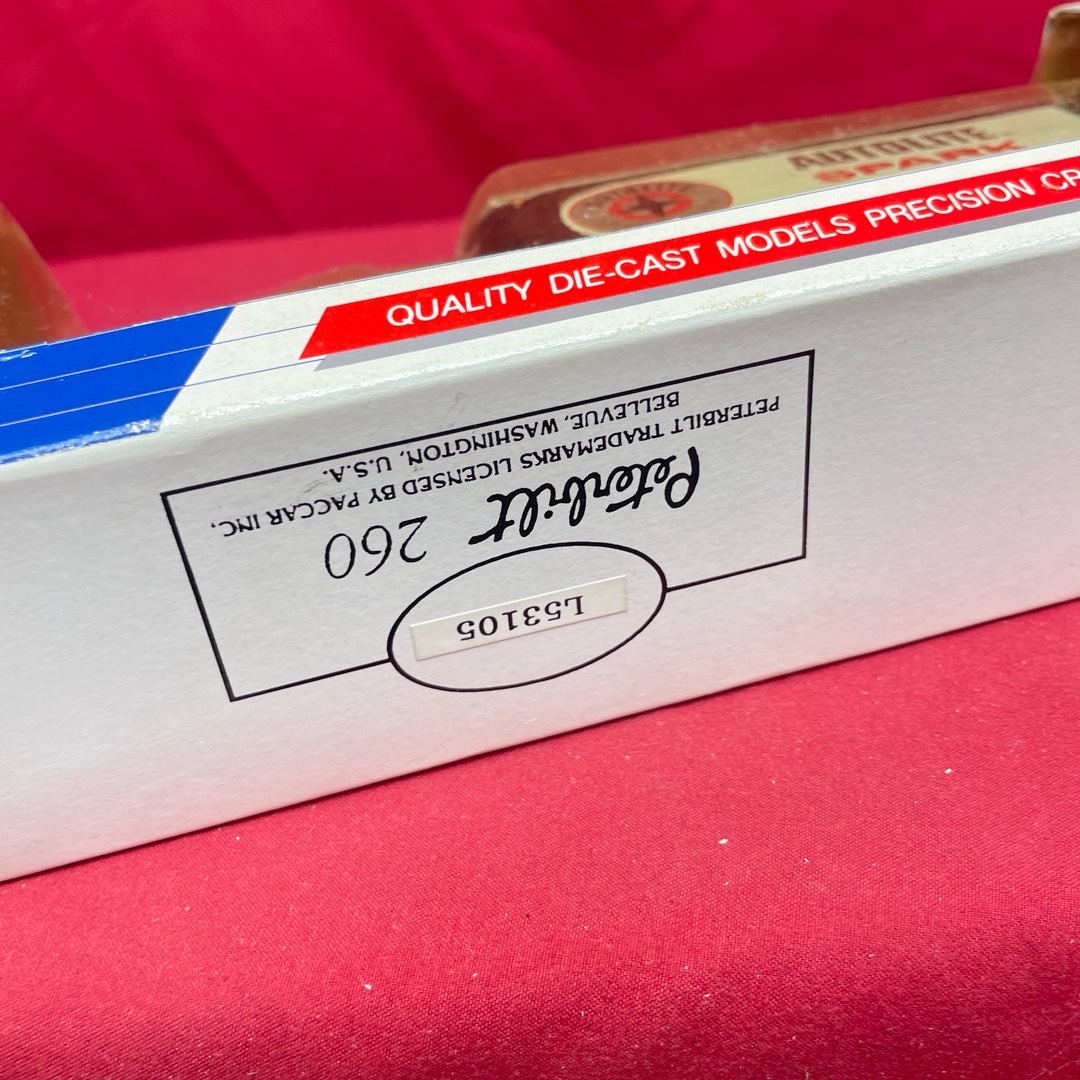 AUTOLITE
SPARK
QUALITY DIE-CAST MODELS PRECISION CR
L53105
Peterbilt 260
PETERBILT TRADEMARKS LICENSED BY PACCAR INC,
BELLEVUE, WASHINGTON, U.S.A.